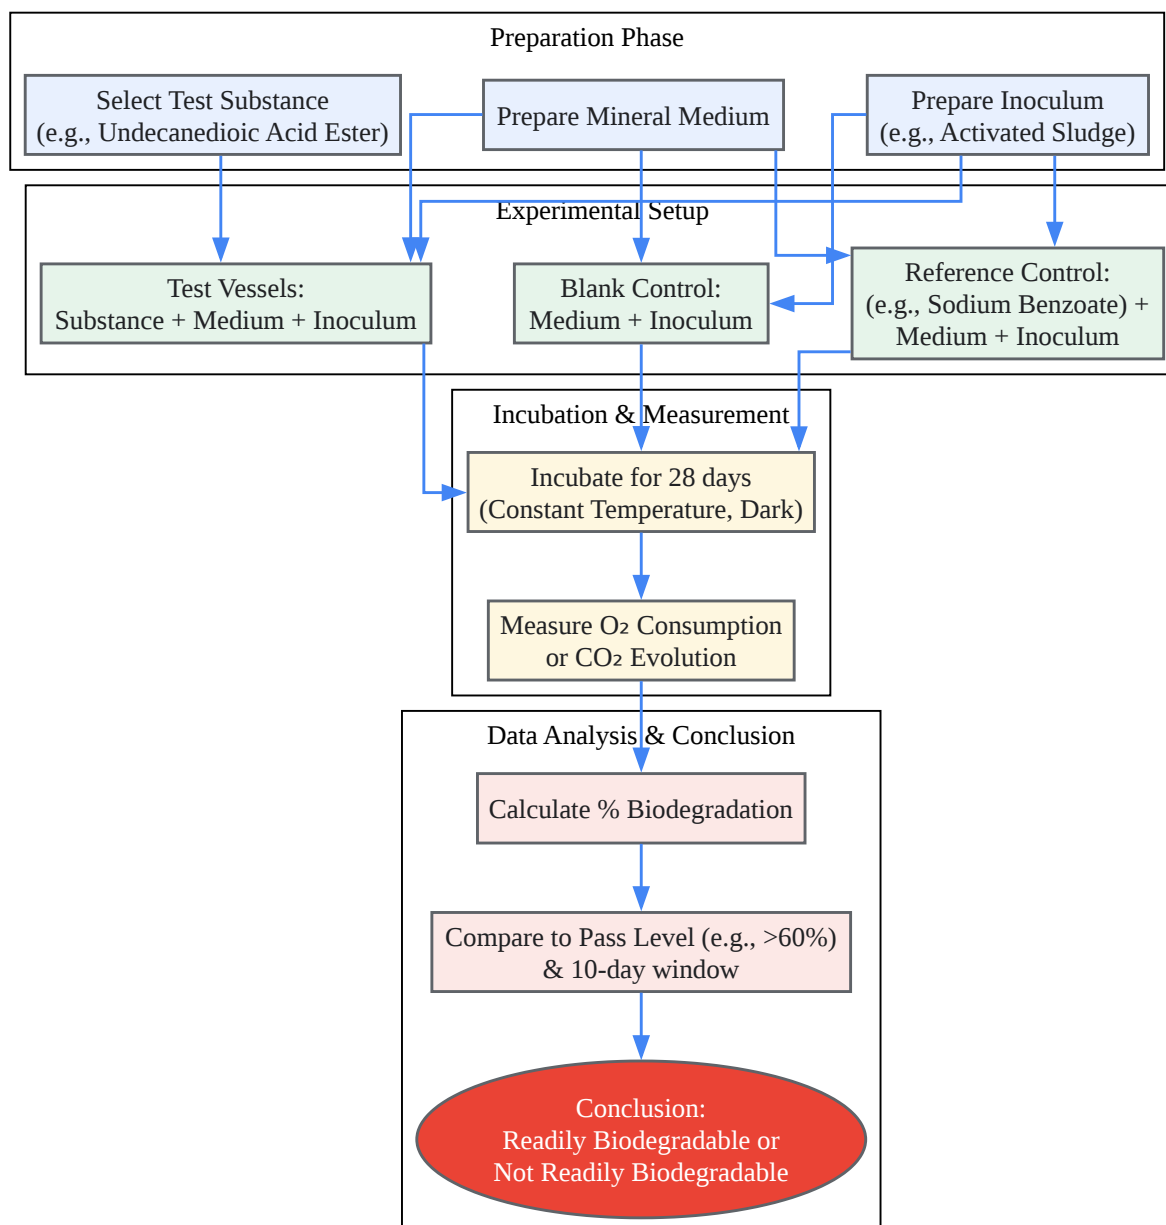 Preparation Phase
Select Test Substance
(e.g., Undecanedioic Acid Ester)
Prepare Mineral Medium
Prepare Inoculum
(e.g., Activated Sludge)
Experimental Setup
Test Vessels:
Substance + Medium + Inoculum
Blank Control:
Medium + Inoculum
Reference Control:
(e.g., Sodium Benzoate) +
Medium + Inoculum
Incubation & Measurement
Incubate for 28 days
(Constant Temperature, Dark)
Measure O₂ Consumption
or CO₂ Evolution
Data Analysis & Conclusion
Calculate % Biodegradation
Compare to Pass Level (e.g., >60%)
& 10-day window
Conclusion:
Readily Biodegradable or
Not Readily Biodegradable